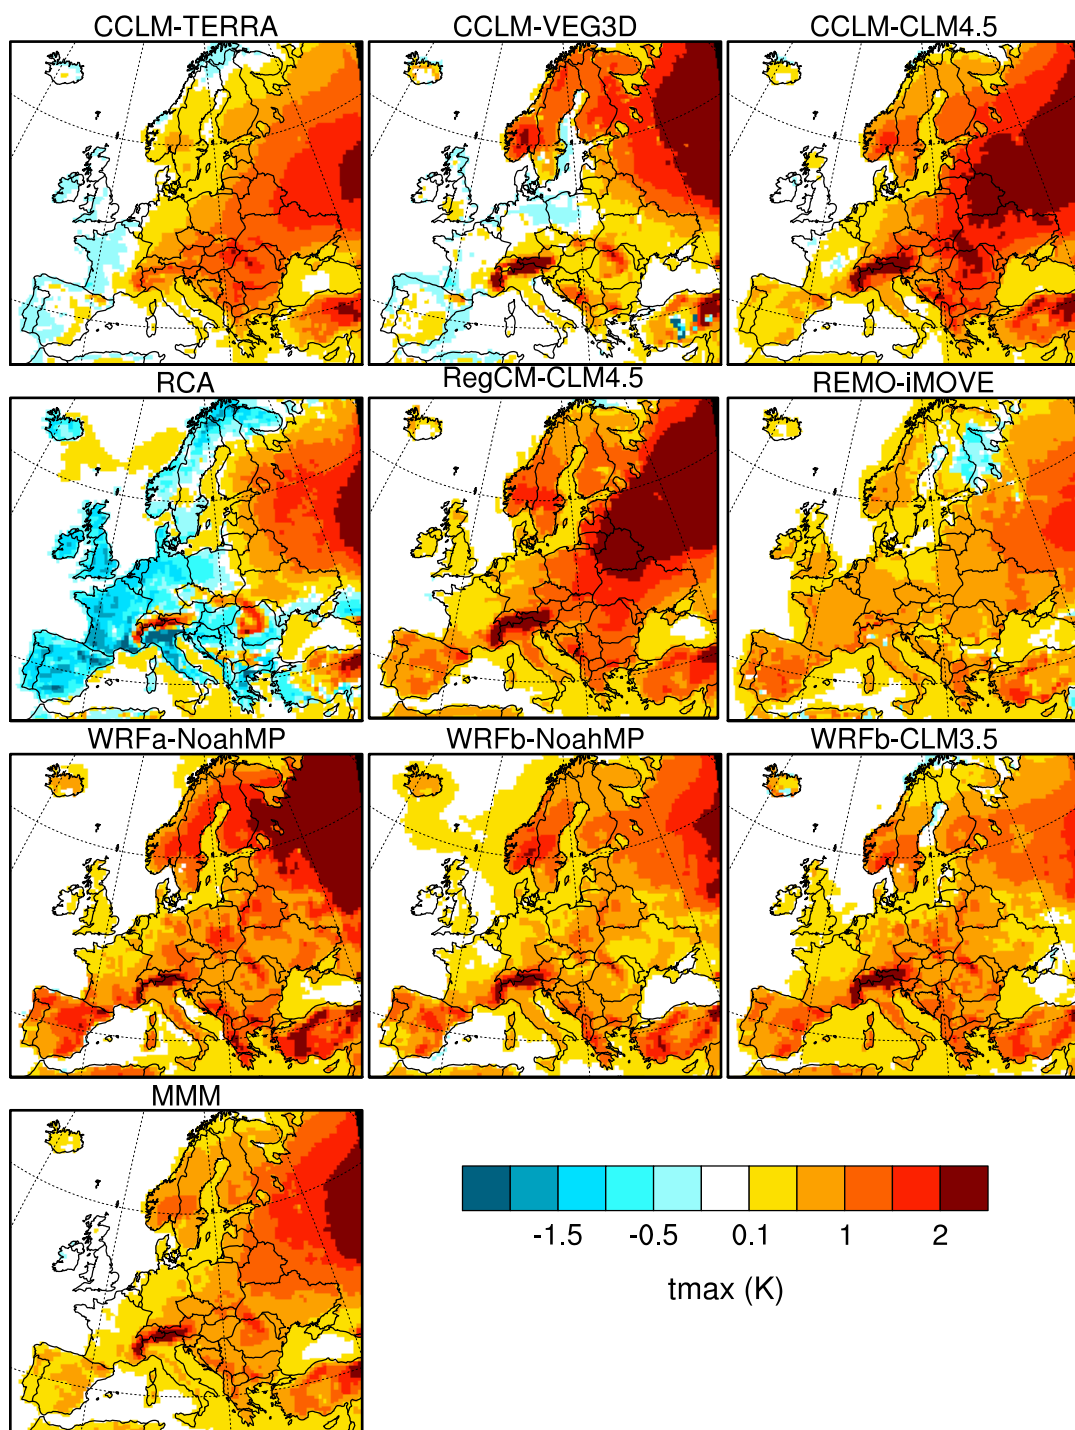 CCLM-TERRA CCLM-VEG3D CCLM-CLM4.5
RCA RegCM-CLM4.5 REMO-iMOVE
WRFa-NoahMP WRFb-NoahMP WRFb-CLM3.5
MMM
-1.5 -0.5 0.1 1 2
tmax (K)